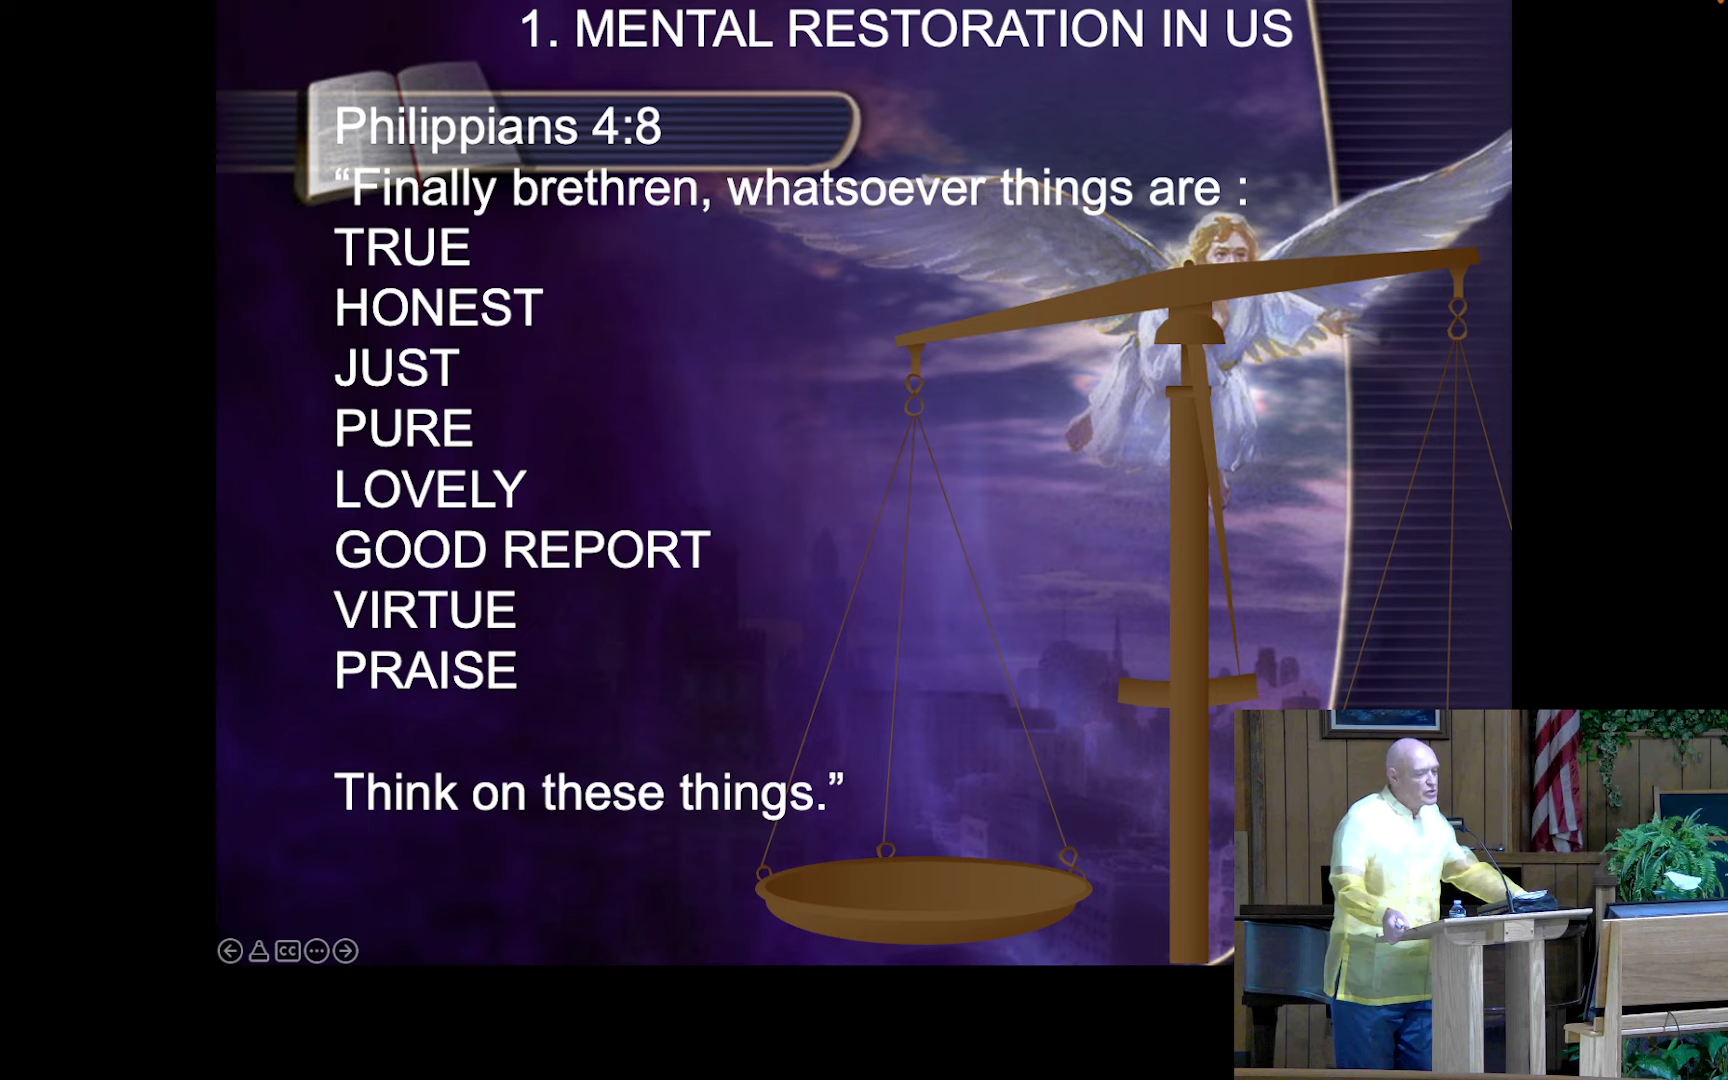 1. MENTAL RESTORATION IN US
Philippians 4:8
“Finally brethren, whatsoever things are :
TRUE
HONEST
JUST
PURE
LOVELY
GOOD REPORT
VIRTUE
PRAISE
Think on these things.”
CC